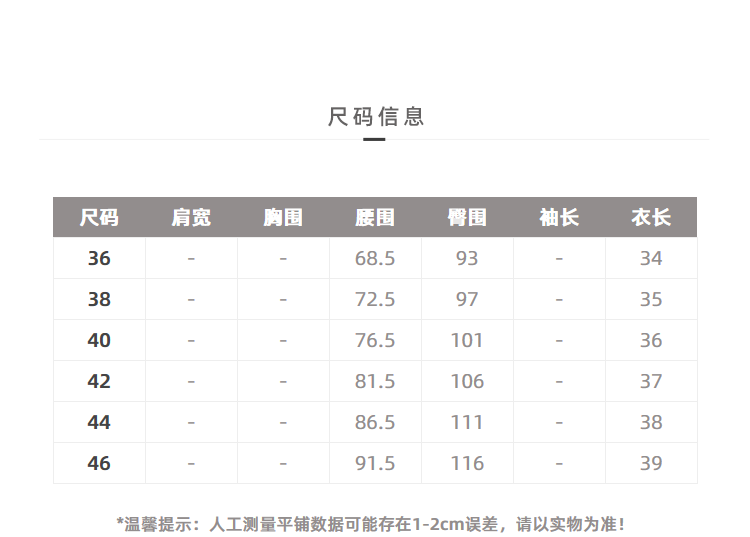 尺码信息
尺码 肩宽 胸围 腰围 臀围 袖长 衣长
36 - - 68.5 93 - 34
38 - - 72.5 97 - 35
40 - - 76.5 101 - 36
42 - - 81.5 106 - 37
44 - - 86.5 111 - 38
46 - - 91.5 116 - 39
*温馨提示：人工测量平铺数据可能存在1-2cm误差，请以实物为准！